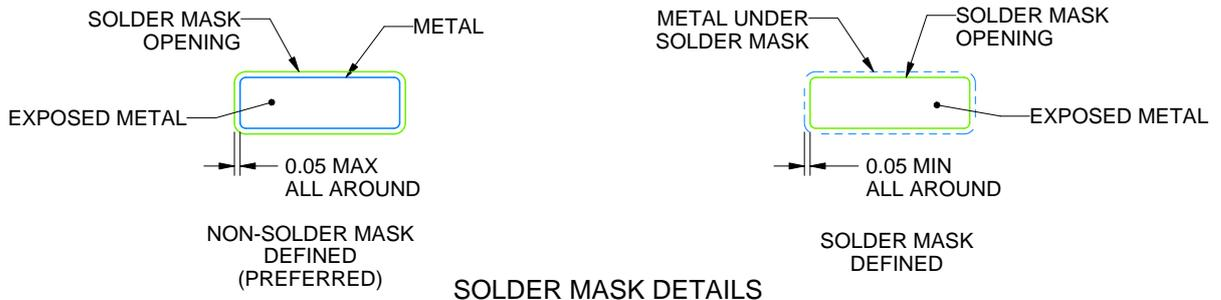 SOLDER MASK
OPENING
METAL
EXPOSED METAL
0.05 MAX
ALL AROUND
NON-SOLDER MASK
DEFINED
(PREFERRED)
METAL UNDER
SOLDER MASK
SOLDER MASK
OPENING
EXPOSED METAL
0.05 MIN
ALL AROUND
SOLDER MASK
DEFINED
SOLDER MASK DETAILS